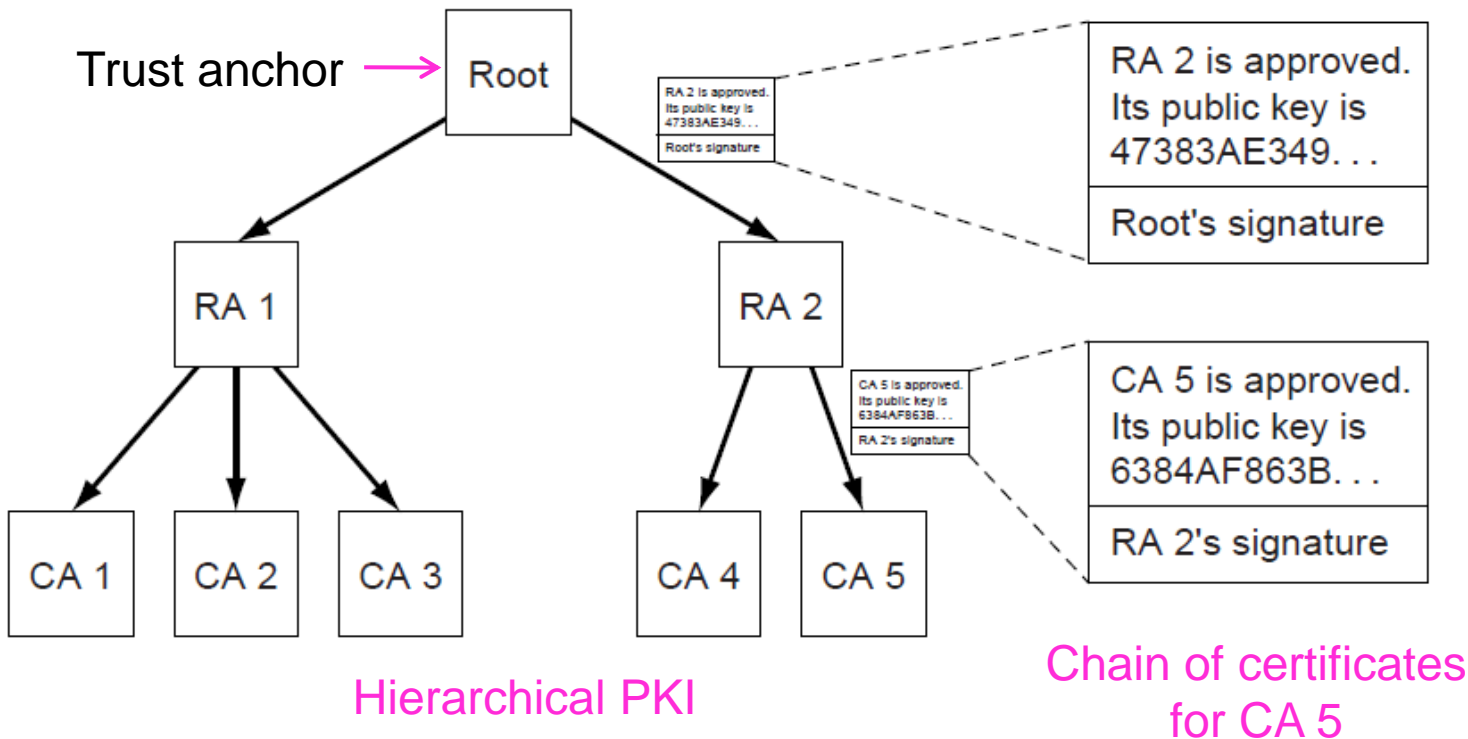 Trust anchor
Root
RA 2 is approved.
Its public key is
47383AE349. . .
Root's signature
RA 2 is approved.
Its public key is
47383AE349. . .
Root's signature
RA 1
RA 2
CA 5 is approved.
Its public key is
6384AF863B. . .
RA 2's signature
CA 5 is approved.
Its public key is
6384AF863B. . .
RA 2's signature
CA 1
CA 2
CA 3
CA 4
CA 5
Hierarchical PKI
Chain of certificates
for CA 5